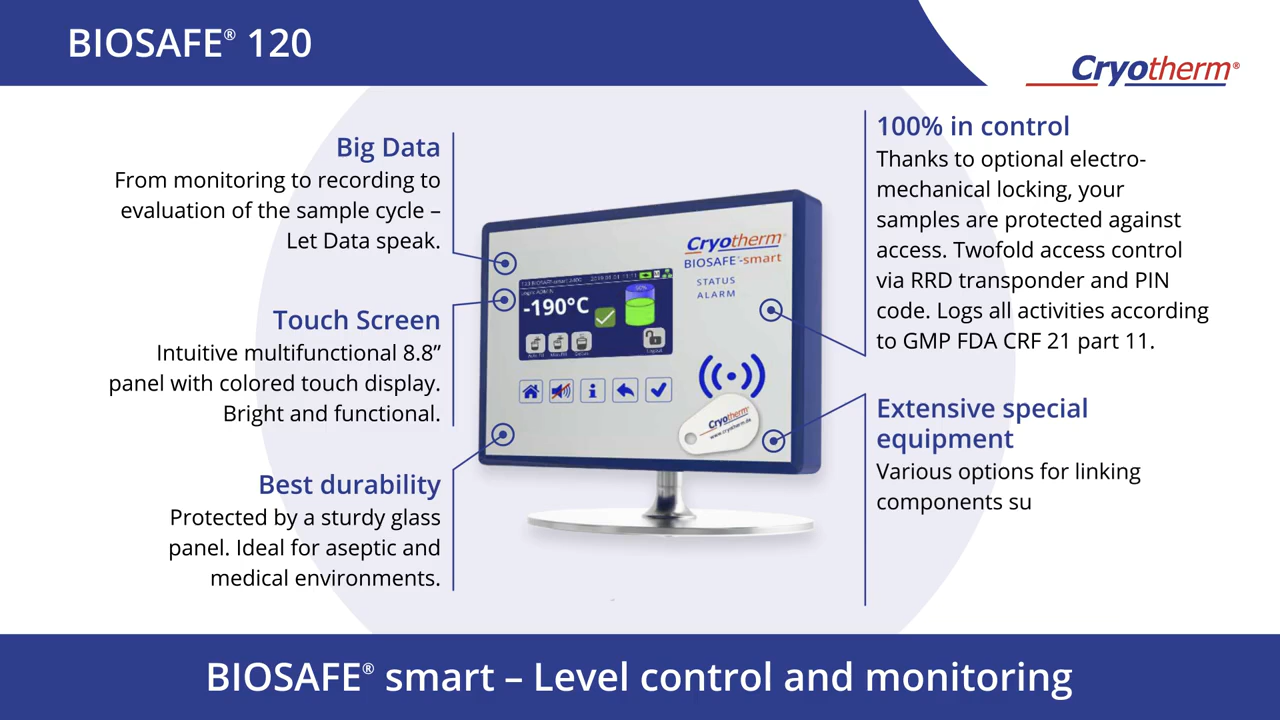 BIOSAFE® 120
Cryotherm®
Big Data
From monitoring to recording to
evaluation of the sample cycle –
Let Data speak.
Touch Screen
Intuitive multifunctional 8.8”
panel with colored touch display.
Bright and functional.
Best durability
Protected by a sturdy glass
panel. Ideal for aseptic and
medical environments.
Cryotherm®
BIOSAFE®-smart
STATUS
ALARM
-190°C
Cryotherm®
www.cryotherm.de
100% in control
Thanks to optional electro-
mechanical locking, your
samples are protected against
access. Twofold access control
via RRD transponder and PIN
code. Logs all activities according
to GMP FDA CRF 21 part 11.
Extensive special
equipment
Various options for linking
components su
BIOSAFE® smart – Level control and monitoring